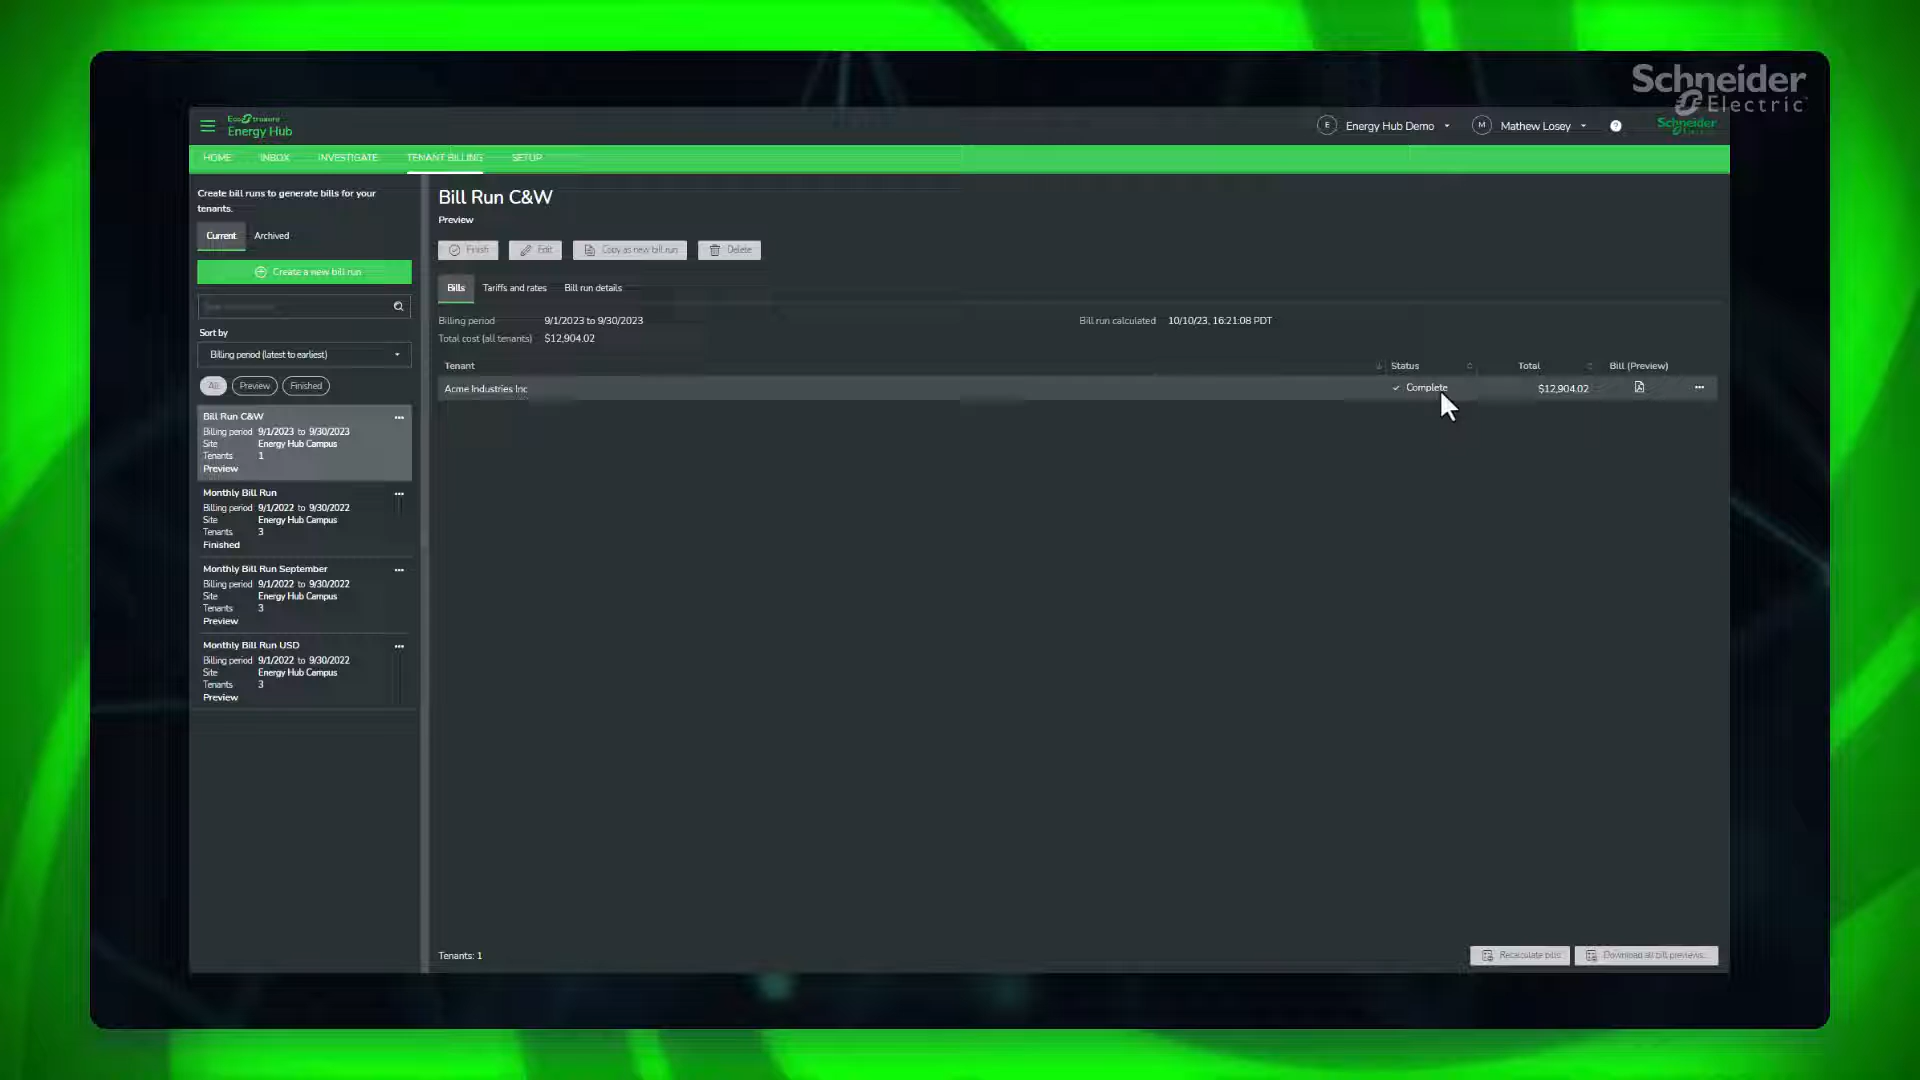 Schneider
Electric
EcoStruxure
Energy Hub
E Energy Hub Demo
M Mathew Losey
?
Schneider
HOME INBOX INVESTIGATE TENANT BILLING SETUP
Create bill runs to generate bills for your
tenants.
Current Archived
Create a new bill run
Sort by
Billing period (latest to earliest)
All Preview Finished
Bill Run C&W
Billing period 9/1/2023 to 9/30/2023
Site Energy Hub Campus
Tenants 1
Preview
Monthly Bill Run
Billing period 9/1/2022 to 9/30/2022
Site Energy Hub Campus
Tenants 3
Finished
Monthly Bill Run September
Billing period 9/1/2022 to 9/30/2022
Site Energy Hub Campus
Tenants 3
Preview
Monthly Bill Run USD
Billing period 9/1/2022 to 9/30/2022
Site Energy Hub Campus
Tenants 3
Preview
Bill Run C&W
Preview
Finish Edit Copy as new bill run Delete
Bills Tariffs and rates Bill run details
Billing period 9/1/2023 to 9/30/2023 Bill run calculated 10/10/23, 16:21:08 PDT
Total cost (all tenants) $12,904.02
Tenant Status Total Bill (Preview)
Acme Industries Inc Complete $12,904.02
Tenants: 1
Recalculate bills Download all bill previews...